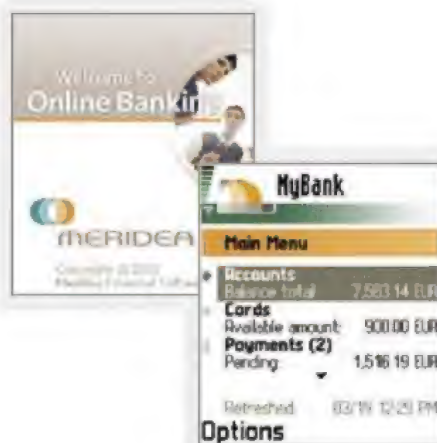 Welcome to
Online Banking
MERIDEA
MyBank
Main Menu
Accounts
Balance total 7,583 14 EUR
Cards
Available amount: 900.00 EUR
Payments (2)
Pending 1,516 19 EUR
Refreshed 03/19 12:29 PM
Options